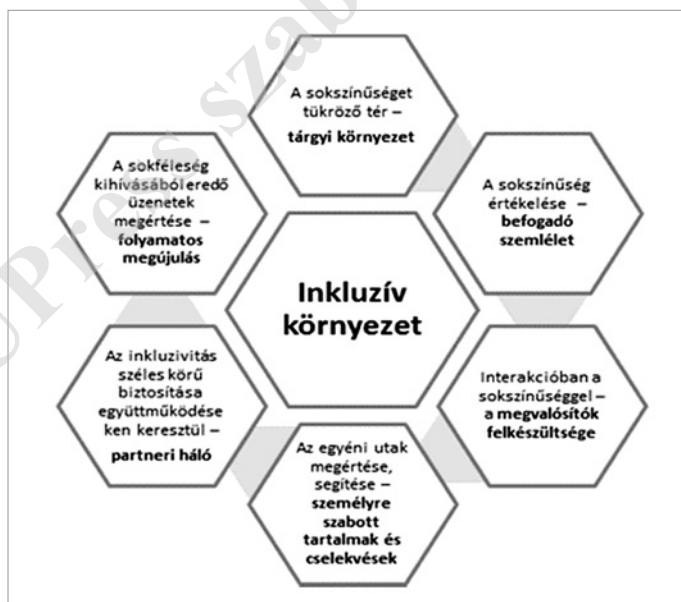 A sokszínűséget
tükröző tér –
tárgyi környezet
A sokszínűség
értékelése –
befogadó
szemlélet
Interakcióban a
sokszínűséggel –
a megvalósítók
felkészültsége
Az egyéni utak
megértése,
segítése –
személyre
szabott
tartalmak és
cselekvések
Az inkluzivitás
széles körű
biztosítása
együttműködése
ken keresztül –
partneri háló
A sokféleség
kihívásából eredő
üzenetek
megértése –
folyamatos
megújulás
Inkluzív
környezet